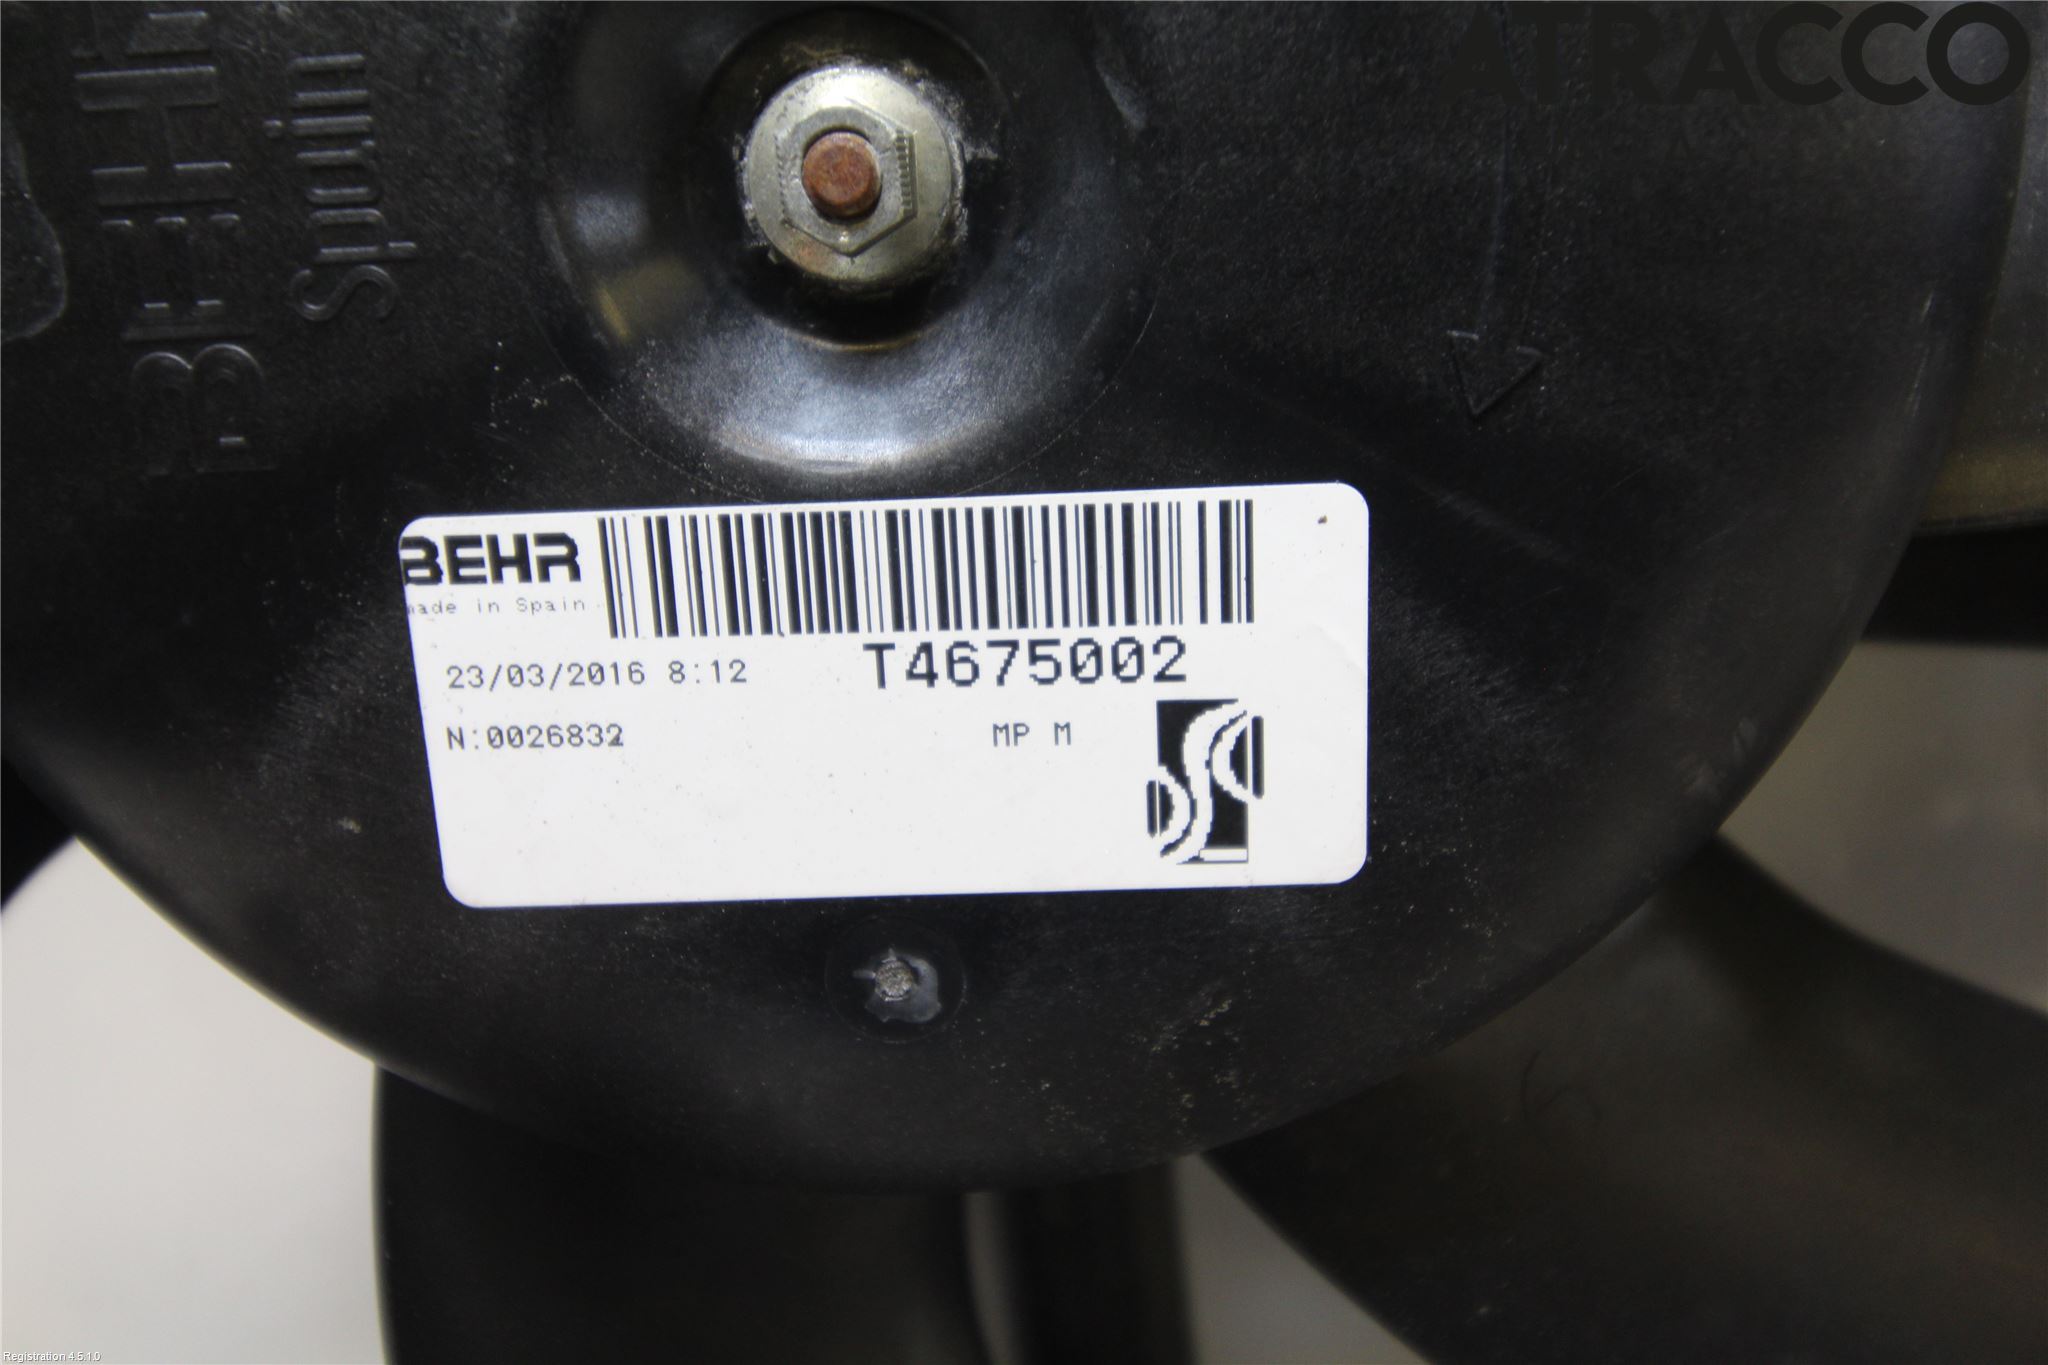 ATRACCO
BEHR
Spain
BEHR
made in Spain
T4675002
23/03/2016 8:12
N:0026832
MP M
Registration 4.5.1.0